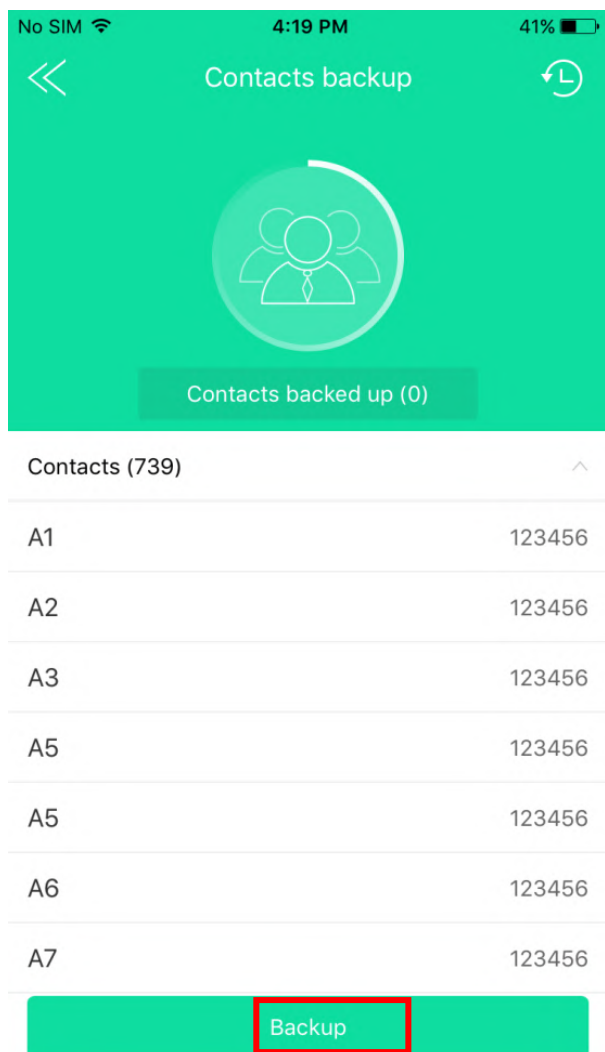 No SIM 4:19 PM 41%
Contacts backup
Contacts backed up (0)
Contacts (739)
A1 123456
A2 123456
A3 123456
A5 123456
A5 123456
A6 123456
A7 123456
Backup